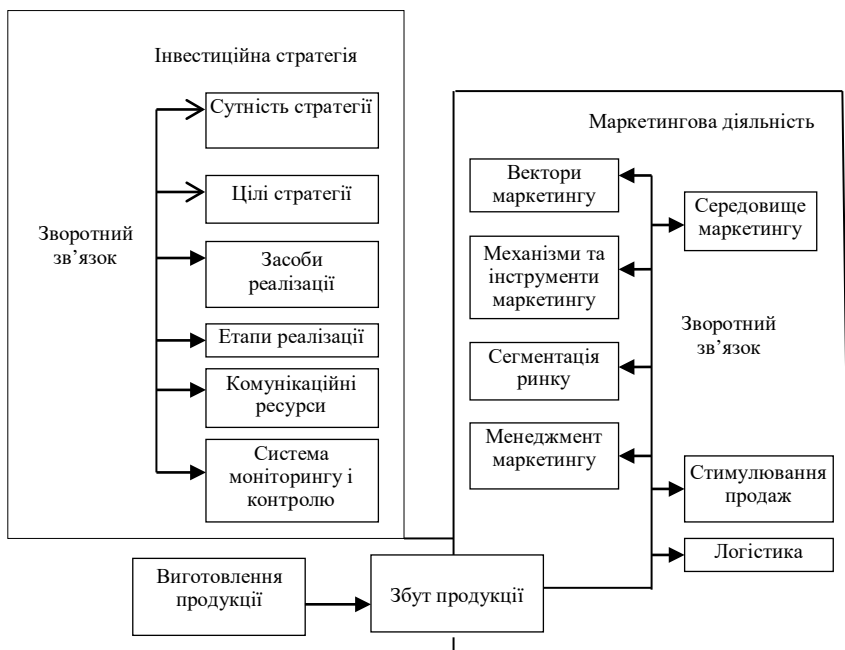 Інвестиційна стратегія
Сутність стратегії
Цілі стратегії
Зворотний
зв’язок
Засоби
реалізації
Етапи реалізації
Комунікаційні
ресурси
Система
моніторингу і
контролю
Маркетингова діяльність
Вектори
маркетингу
Середовище
маркетингу
Механізми та
інструменти
маркетингу
Зворотний
зв’язок
Сегментація
ринку
Менеджмент
маркетингу
Стимулювання
продаж
Логістика
Виготовлення
продукції
Збут продукції